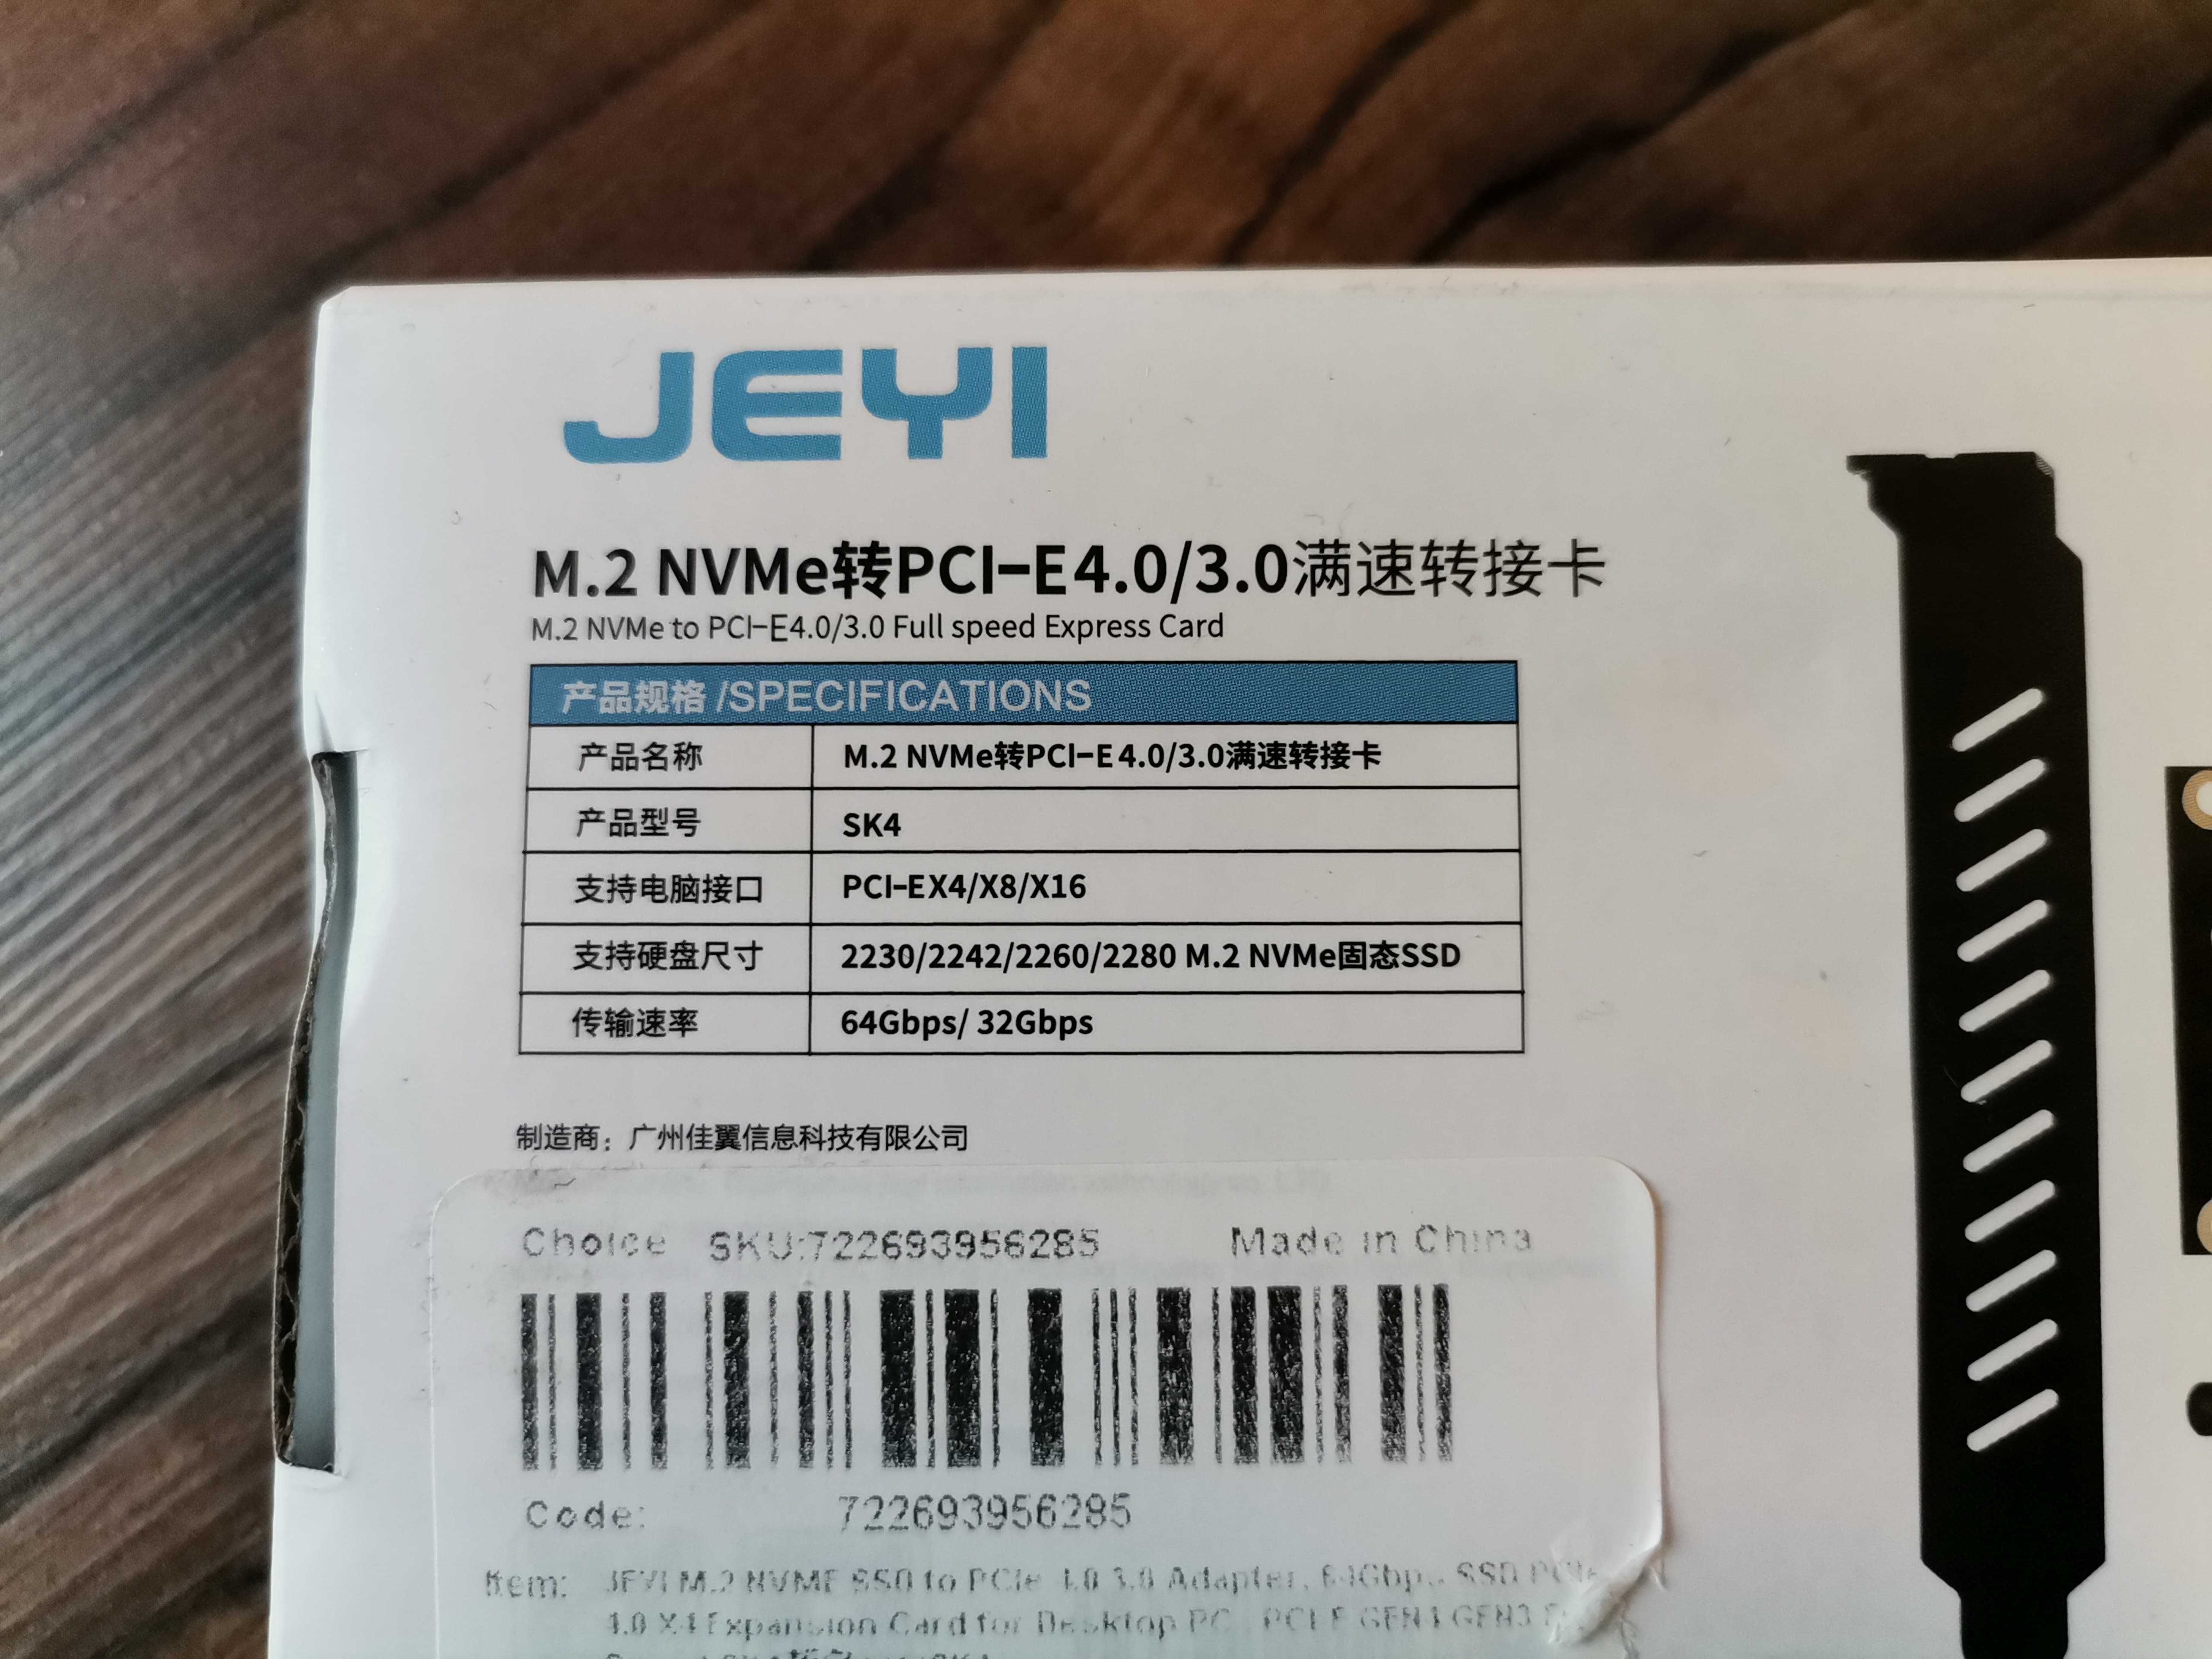 JEYI
M.2 NVMe转PCI-E4.0/3.0满速转接卡
M.2 NVMe to PCI-E4.0/3.0 Full speed Express Card
产品规格 /SPECIFICATIONS
产品名称 M.2 NVMe转PCI-E 4.0/3.0满速转接卡
产品型号 SK4
支持电脑接口 PCI-EX4/X8/X16
支持硬盘尺寸 2230/2242/2260/2280 M.2 NVMe固态SSD
传输速率 64Gbps/ 32Gbps
制造商：广州佳翼信息科技有限公司
Choice SKU:722693956285 Made in China
Code: 722693956285
Item: JEYI M.2 NVME SSD to PCIe 4.0 3.0 Adapter, 64Gbps SSD PCIe
4.0 X4 Expansion Card for Desktop PC, PCI-E GEN4 GEN3